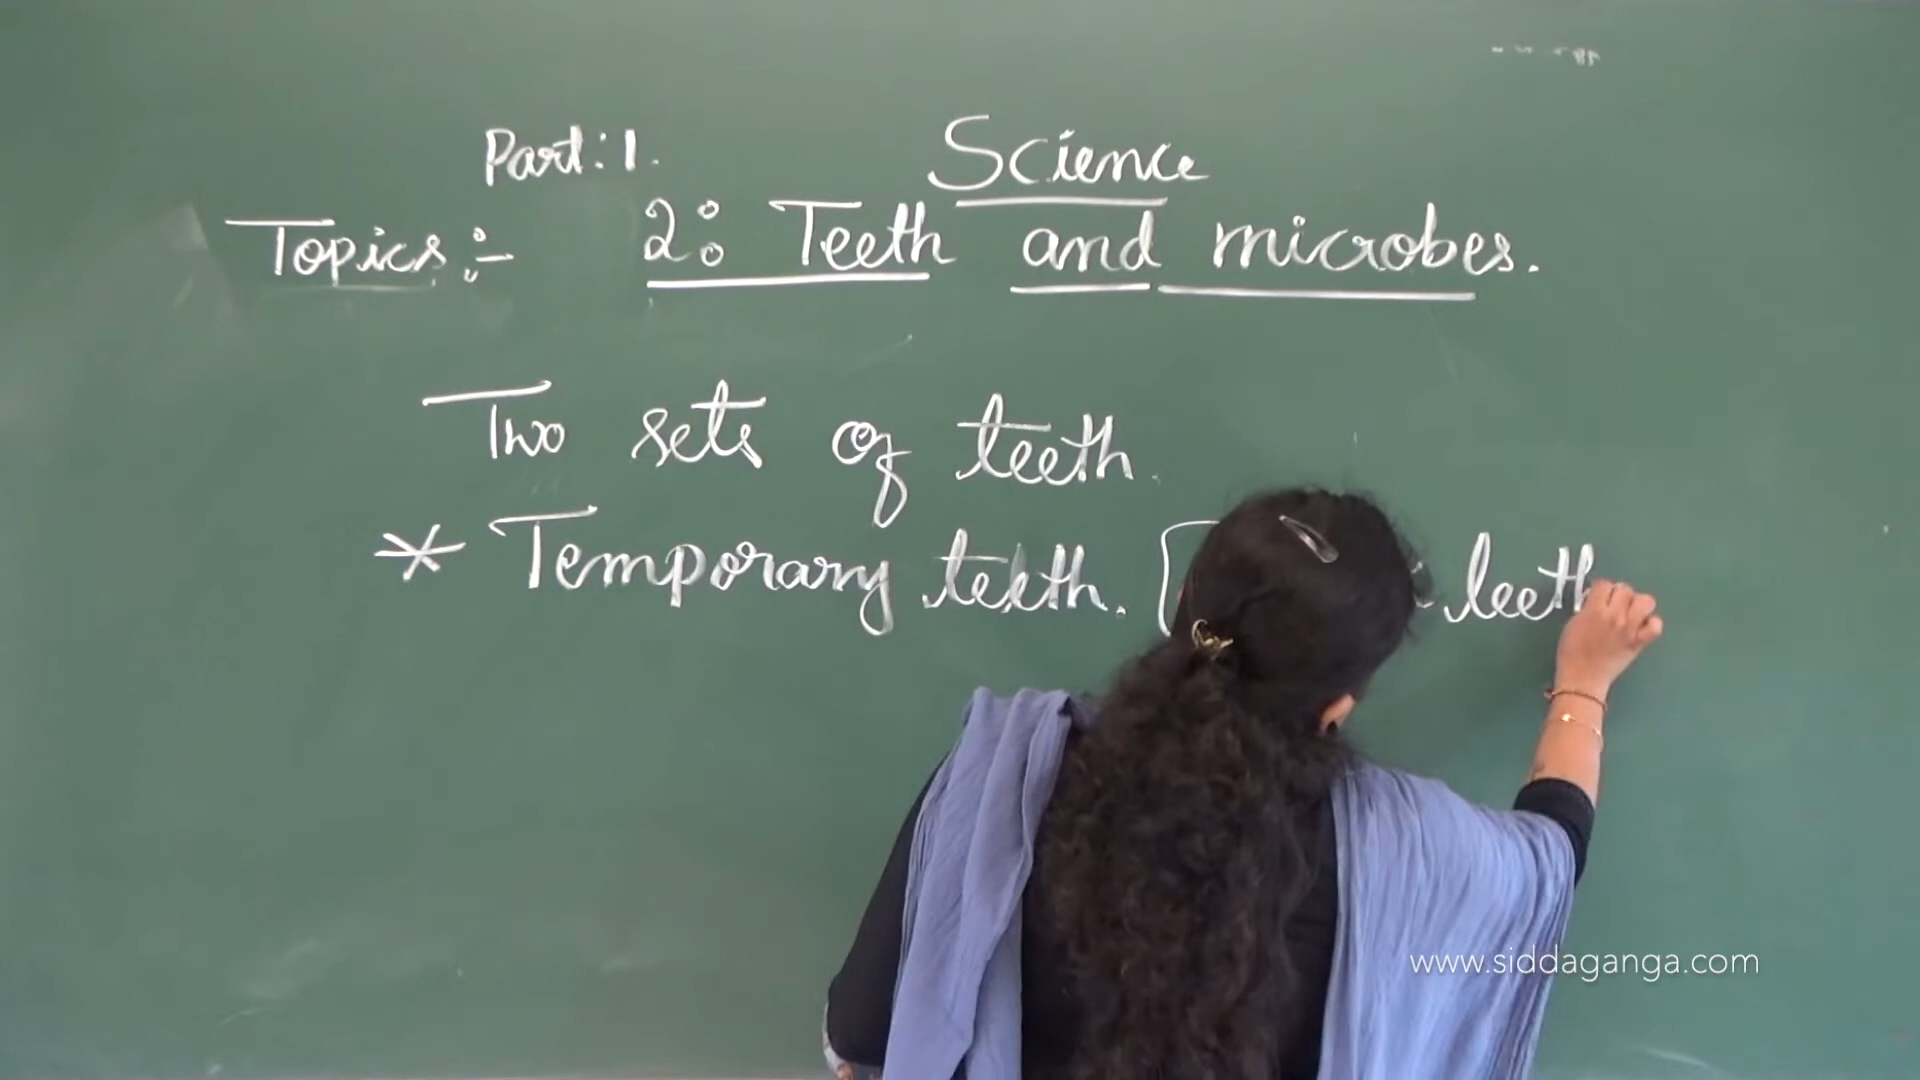 Part: 1.
Science
Topics :- 2: Teeth and microbes.
Two sets of teeth.
* Temporary teeth. [ teeth
www.siddaganga.com